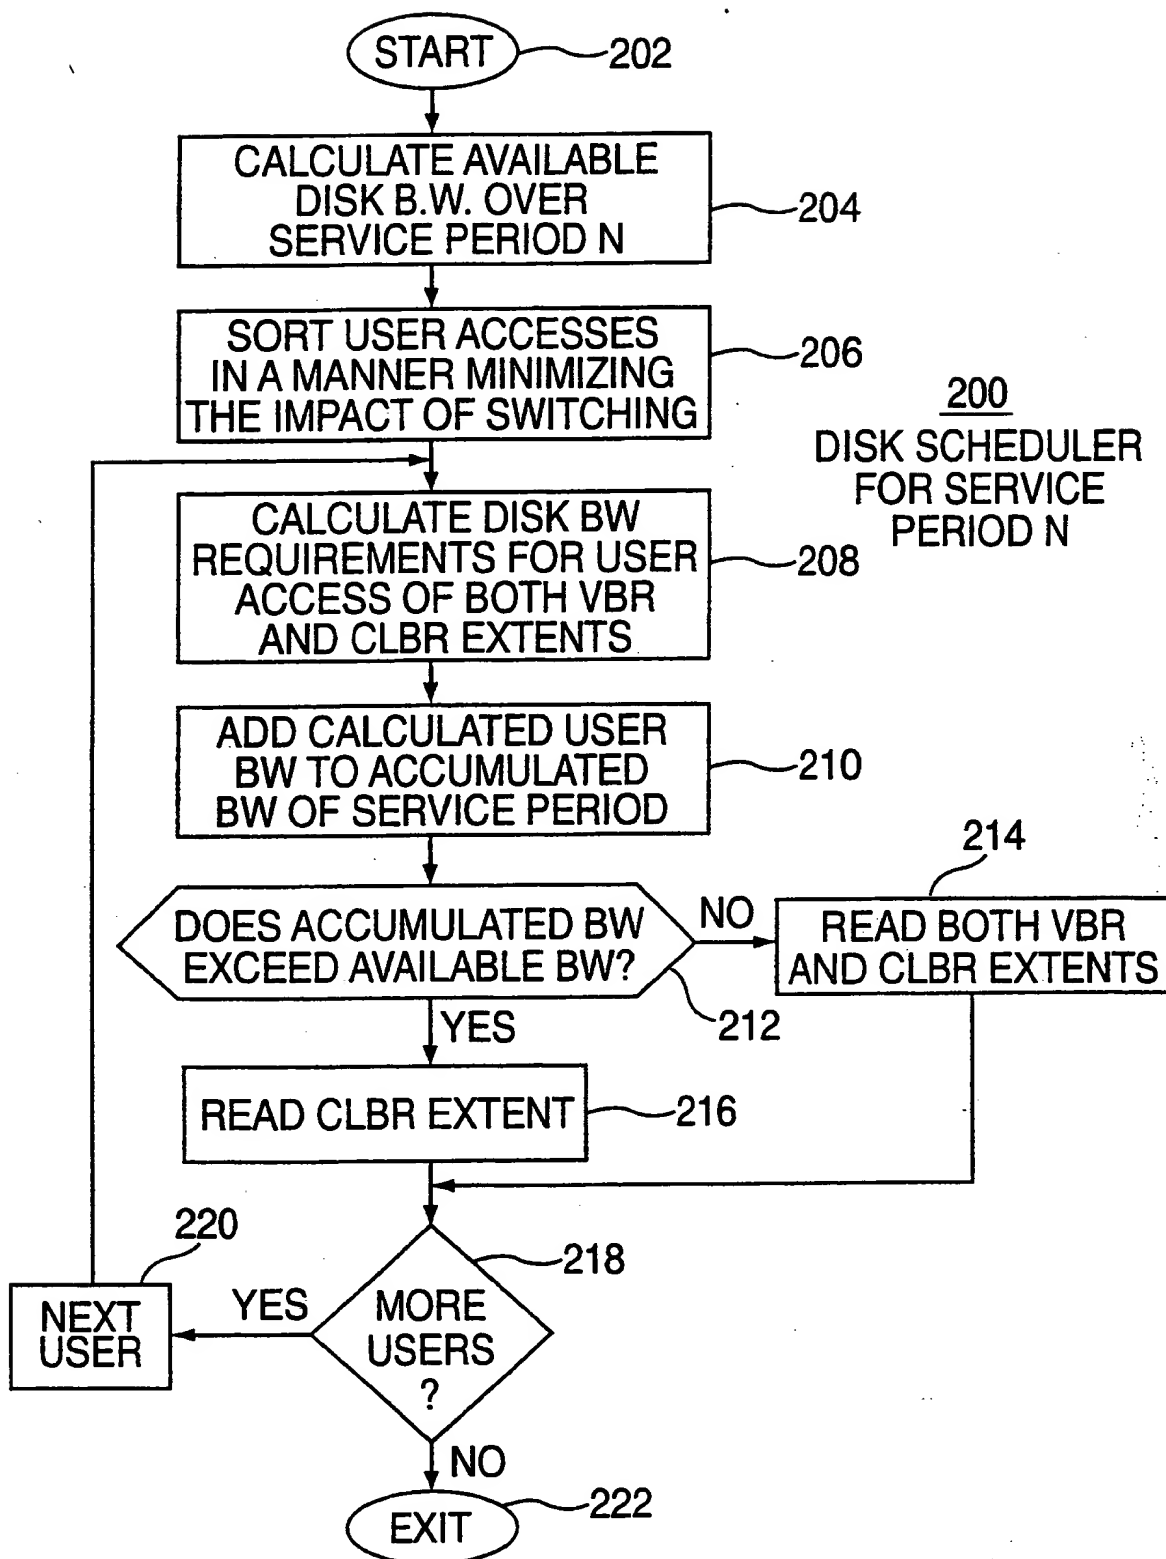 START
202
CALCULATE AVAILABLE
DISK B.W. OVER
SERVICE PERIOD N
204
SORT USER ACCESSES
IN A MANNER MINIMIZING
THE IMPACT OF SWITCHING
206
200
DISK SCHEDULER
FOR SERVICE
PERIOD N
CALCULATE DISK BW
REQUIREMENTS FOR USER
ACCESS OF BOTH VBR
AND CLBR EXTENTS
208
ADD CALCULATED USER
BW TO ACCUMULATED
BW OF SERVICE PERIOD
210
DOES ACCUMULATED BW
EXCEED AVAILABLE BW?
212
NO
214
READ BOTH VBR
AND CLBR EXTENTS
YES
READ CLBR EXTENT
216
218
MORE
USERS
?
YES
220
NEXT
USER
NO
EXIT
222